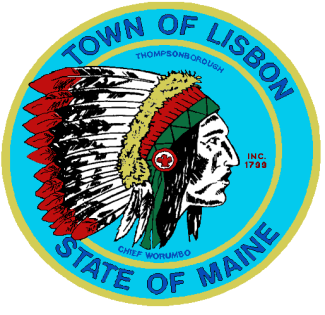 TOWN OF LISBON
THOMPSONBOROUGH
INC.
1799
CHIEF WORUMBO
STATE OF MAINE